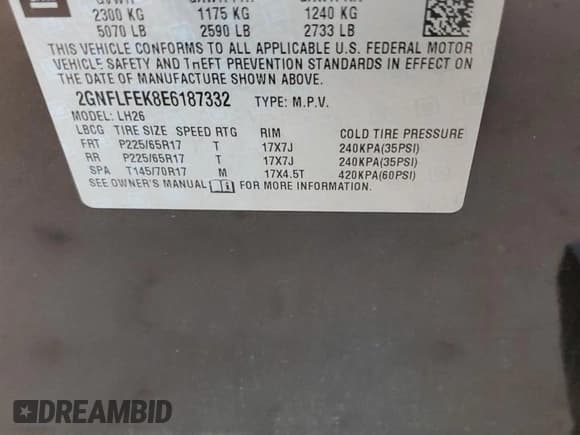 2300 KG 1175 KG 1240 KG
5070 LB 2590 LB 2733 LB
THIS VEHICLE CONFORMS TO ALL APPLICABLE U.S. FEDERAL MOTOR
VEHICLE SAFETY AND THEFT PREVENTION STANDARDS IN EFFECT ON
THE DATE OF MANUFACTURE SHOWN ABOVE.
2GNFLFEK8E6187332 TYPE: M.P.V.
MODEL: LH26
LBCG TIRE SIZE SPEED RTG RIM COLD TIRE PRESSURE
FRT P225/65R17 T 17X7J 240KPA(35PSI)
RR P225/65R17 T 17X7J 240KPA(35PSI)
SPA T145/70R17 M 17X4.5T 420KPA(60PSI)
SEE OWNER'S MANUAL FOR MORE INFORMATION.
DREAMBID